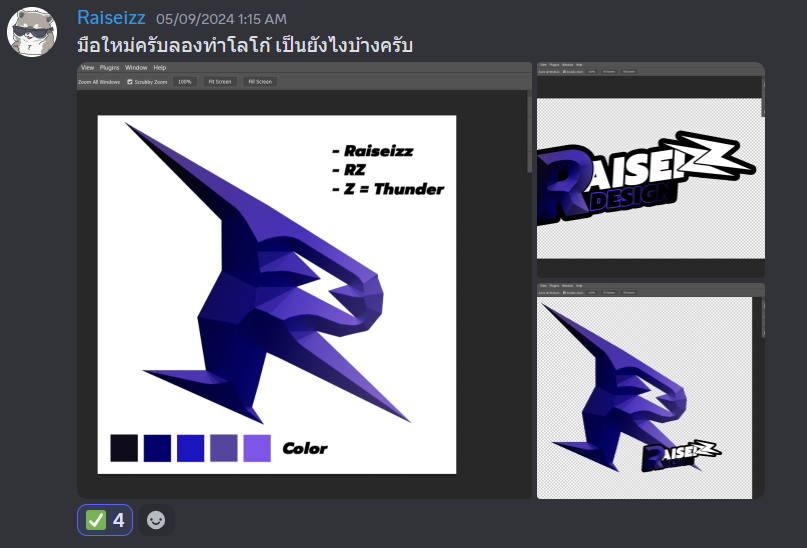 Raiseizz 05/09/2024 1:15 AM
มือใหม่ครับลองทำโลโก้ เป็นยังไงบ้างครับ
View Plugins Window Help
Zoom All Windows Scrubby Zoom 100% Fit Screen Fill Screen
- Raiseizz
- RZ
- Z = Thunder
Color
RAISEIZZ
DESIGN
RAISEIZZ
DESIGN
4